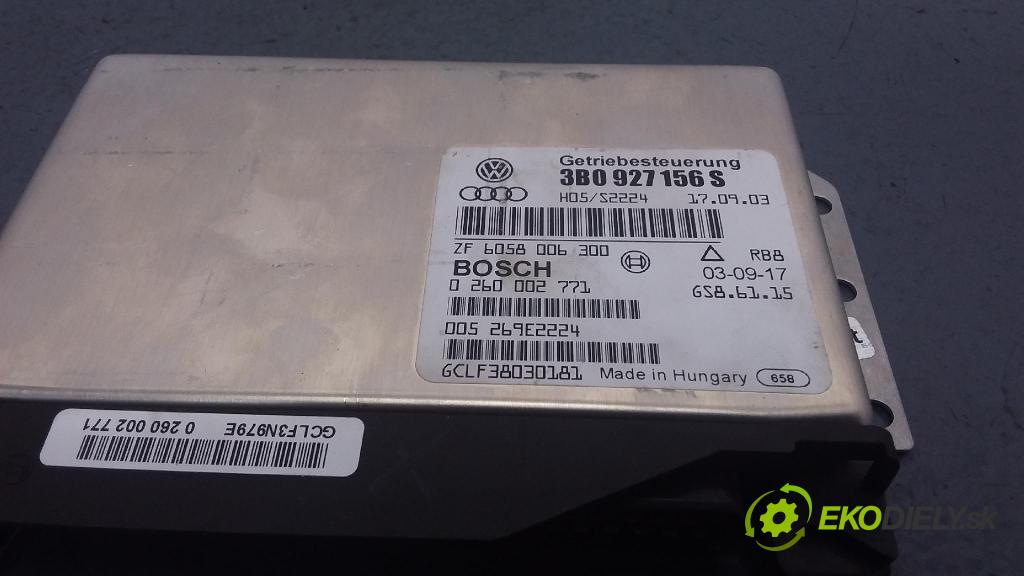 Getriebesteuerung
3B0 927 156 S
H05/S2224 17.09.03
ZF 6058 006 300 RB8
BOSCH 03-09-17
0 260 002 771 GS8.61.15
005 269E2224
GCLF38030181 Made in Hungary 658
GCLF3N979E 0 260 002 771
EKODIELY.sk